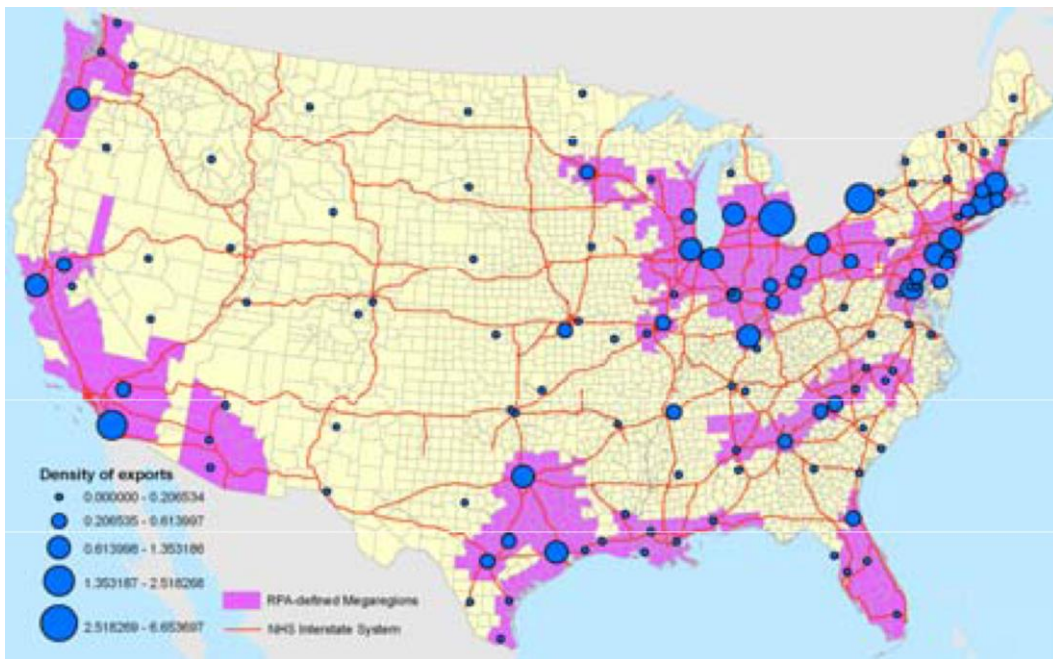 Density of exports
0.000000 - 0.206534
0.206535 - 0.613997
0.613998 - 1.353186
1.353187 - 2.518268
2.518269 - 6.653697
RPA-defined Megaregions
NHS Interstate System